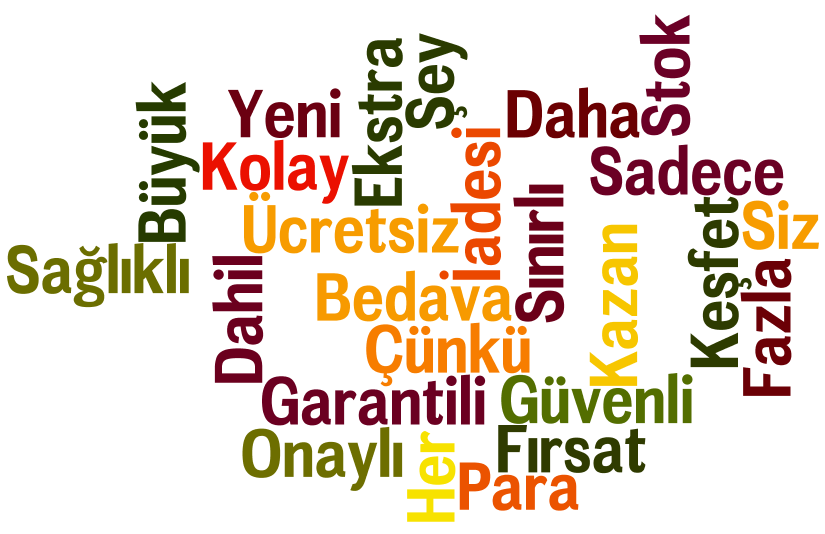 Stok
Şey
Ekstra
Büyük
Yeni
Daha
Kolay
İadesi
Sadece
Sınırlı
Ücretsiz
Keşfet
Siz
Sağlıklı
Dahil
Bedava
Kazan
Fazla
Çünkü
Garantili
Güvenli
Onaylı
Her
Fırsat
Para